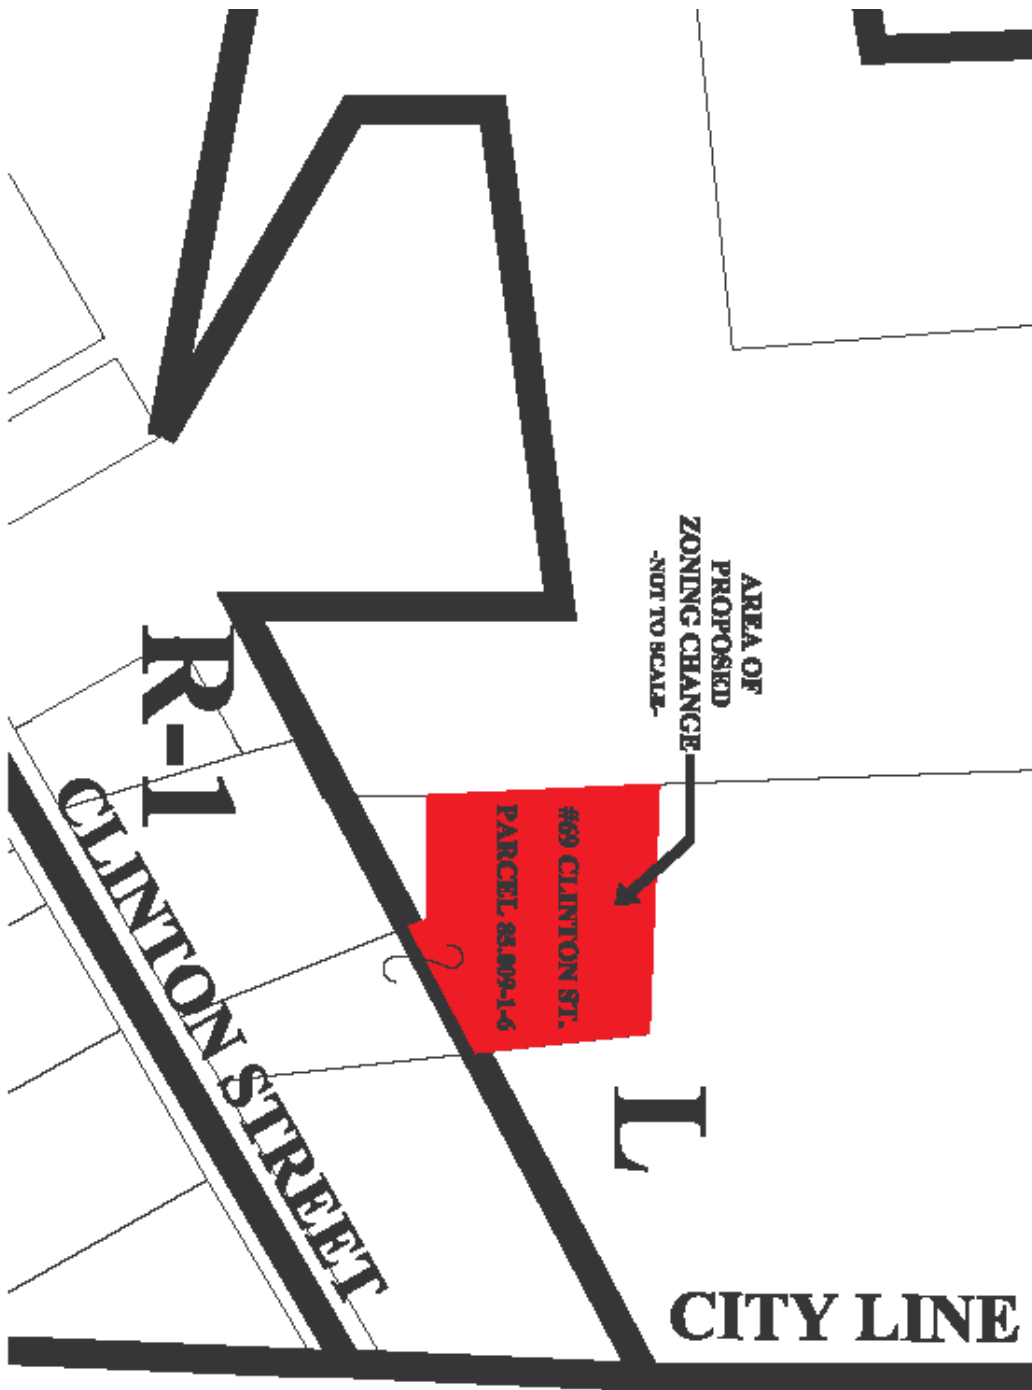 AREA OF
PROPOSED
ZONING CHANGE
-NOT TO SCALE-
#69 CLINTON ST.
PARCEL 85.009-1-6
R-1
CLINTON STREET
L
CITY LINE